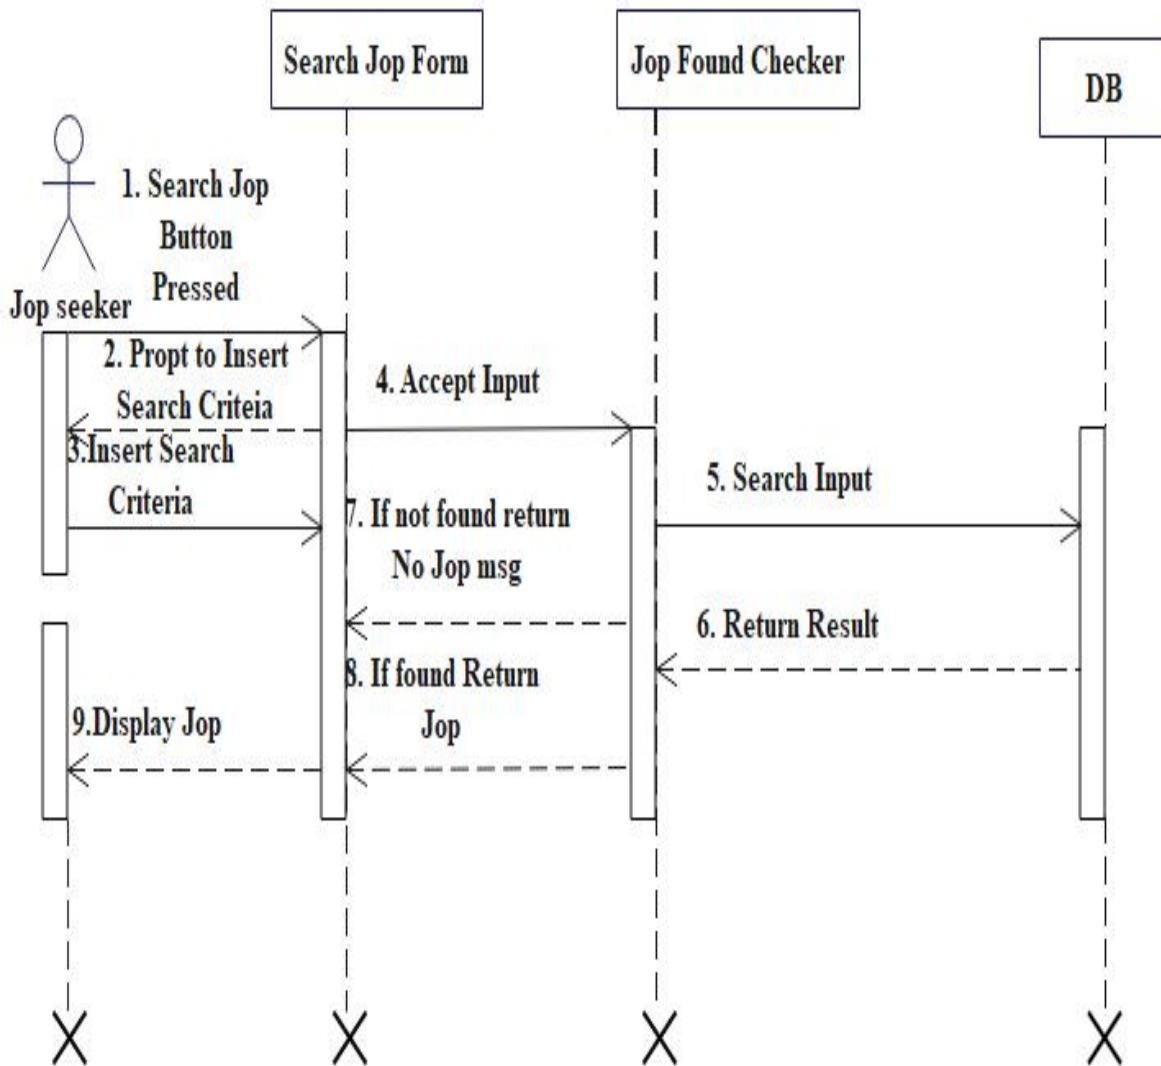 Search Jop Form
Jop Found Checker
DB
1. Search Jop
Button
Pressed
Jop seeker
2. Propt to Insert
Search Criteia
4. Accept Input
3.Insert Search
Criteria
5. Search Input
7. If not found return
No Jop msg
6. Return Result
8. If found Return
Jop
9.Display Jop